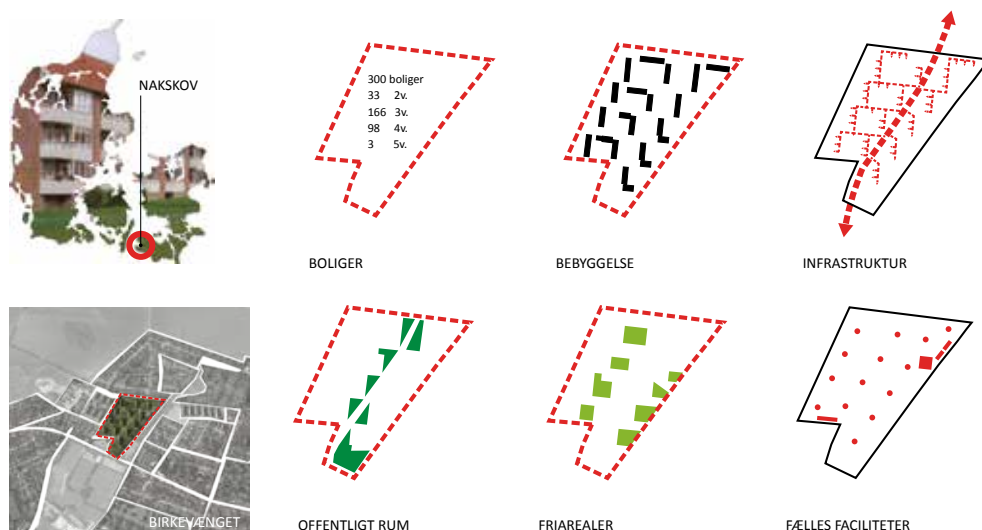 NAKSKOV
300 boliger
33 2v.
166 3v.
98 4v.
3 5v.
BOLIGER
BEBYGGELSE
INFRASTRUKTUR
BIRKEVÆNGET
OFFENTLIGT RUM
FRIAREALER
FÆLLES FACILITETER